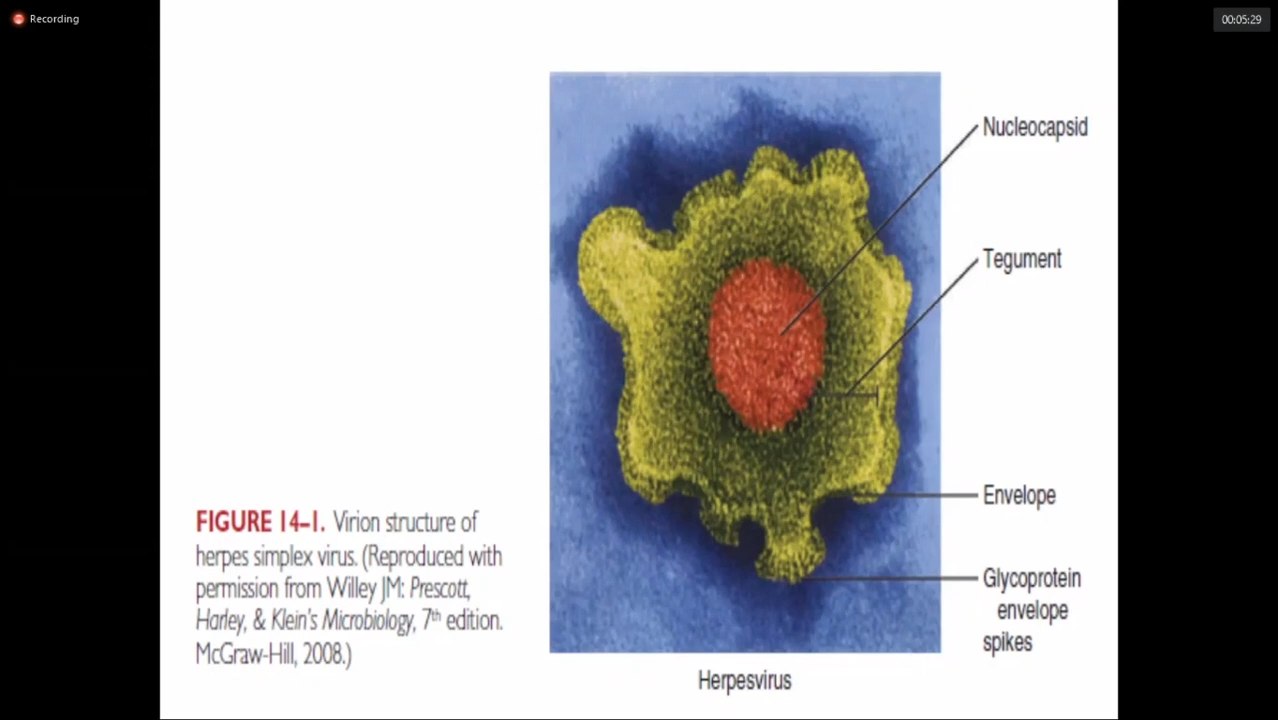 Recording
00:05:29
Nucleocapsid
Tegument
Envelope
Glycoprotein
envelope
spikes
Herpesvirus
FIGURE 14–1. Virion structure of
herpes simplex virus. (Reproduced with
permission from Willey JM: Prescott,
Harley, & Klein's Microbiology, 7th edition.
McGraw-Hill, 2008.)